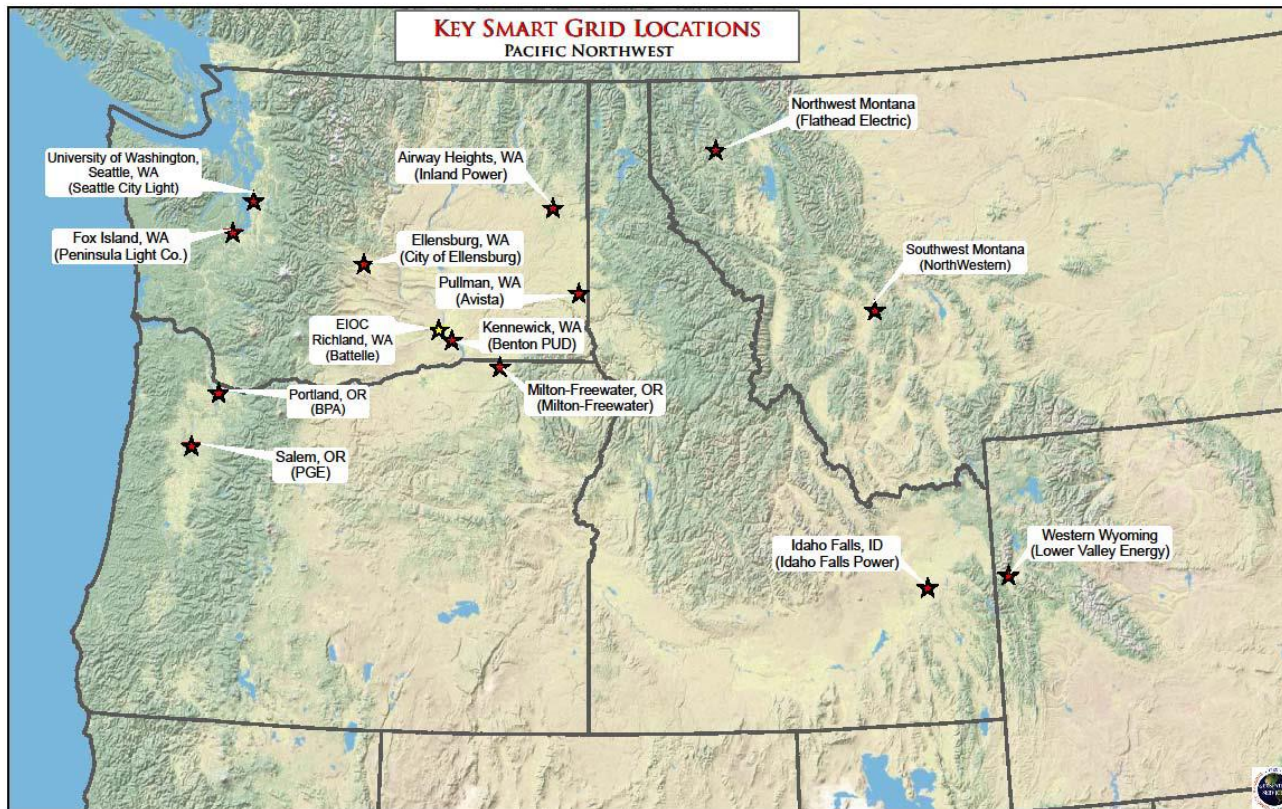 KEY SMART GRID LOCATIONS
PACIFIC NORTHWEST
Northwest Montana
(Flathead Electric)
University of Washington,
Seattle, WA
(Seattle City Light)
Airway Heights, WA
(Inland Power)
Fox Island, WA
(Peninsula Light Co.)
Ellensburg, WA
(City of Ellensburg)
Southwest Montana
(NorthWestern)
Pullman, WA
(Avista)
EIOC
Richland, WA
(Battelle)
Kennewick, WA
(Benton PUD)
Portland, OR
(BPA)
Milton-Freewater, OR
(Milton-Freewater)
Salem, OR
(PGE)
Idaho Falls, ID
(Idaho Falls Power)
Western Wyoming
(Lower Valley Energy)